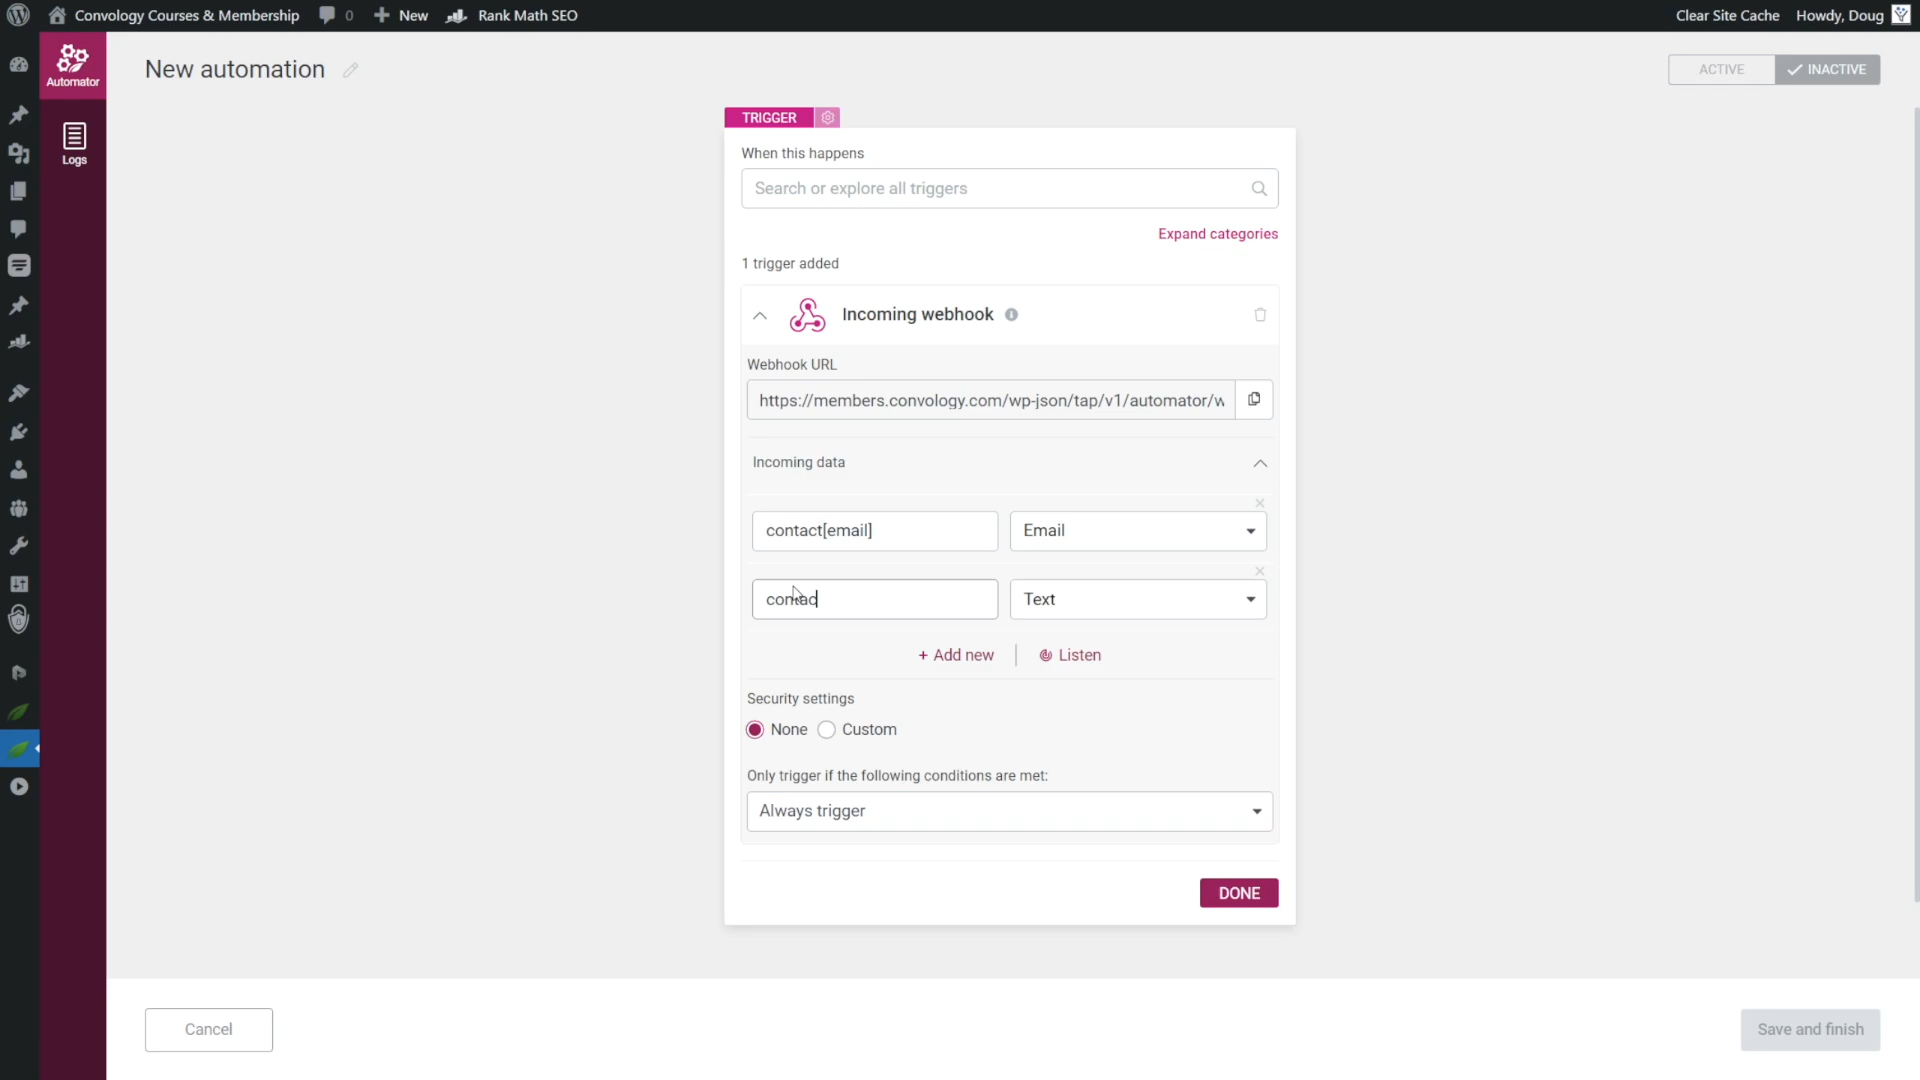 Convology Courses & Membership
0
New
Rank Math SEO
Clear Site Cache
Howdy, Doug
Automator
Logs
New automation
ACTIVE
INACTIVE
TRIGGER
When this happens
Search or explore all triggers
Expand categories
1 trigger added
Incoming webhook
Webhook URL
https://members.convology.com/wp-json/tap/v1/automator/w
Incoming data
contact[email]
Email
contac
Text
+ Add new
Listen
Security settings
None
Custom
Only trigger if the following conditions are met:
Always trigger
DONE
Cancel
Save and finish